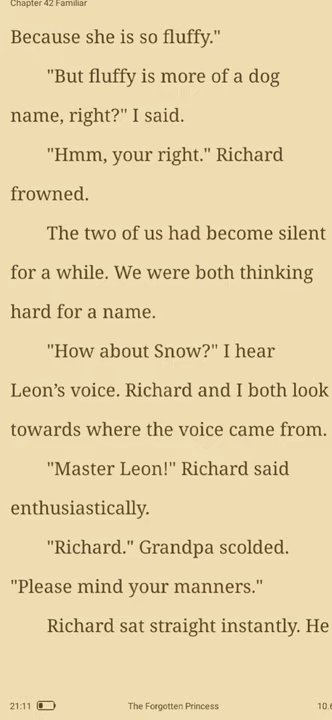 Chapter 42 Familiar
Because she is so fluffy."
"But fluffy is more of a dog
name, right?" I said.
"Hmm, your right." Richard
frowned.
The two of us had become silent
for a while. We were both thinking
hard for a name.
"How about Snow?" I hear
Leon’s voice. Richard and I both look
towards where the voice came from.
"Master Leon!" Richard said
enthusiastically.
"Richard." Grandpa scolded.
"Please mind your manners."
Richard sat straight instantly. He
21:11 The Forgotten Princess 10.6